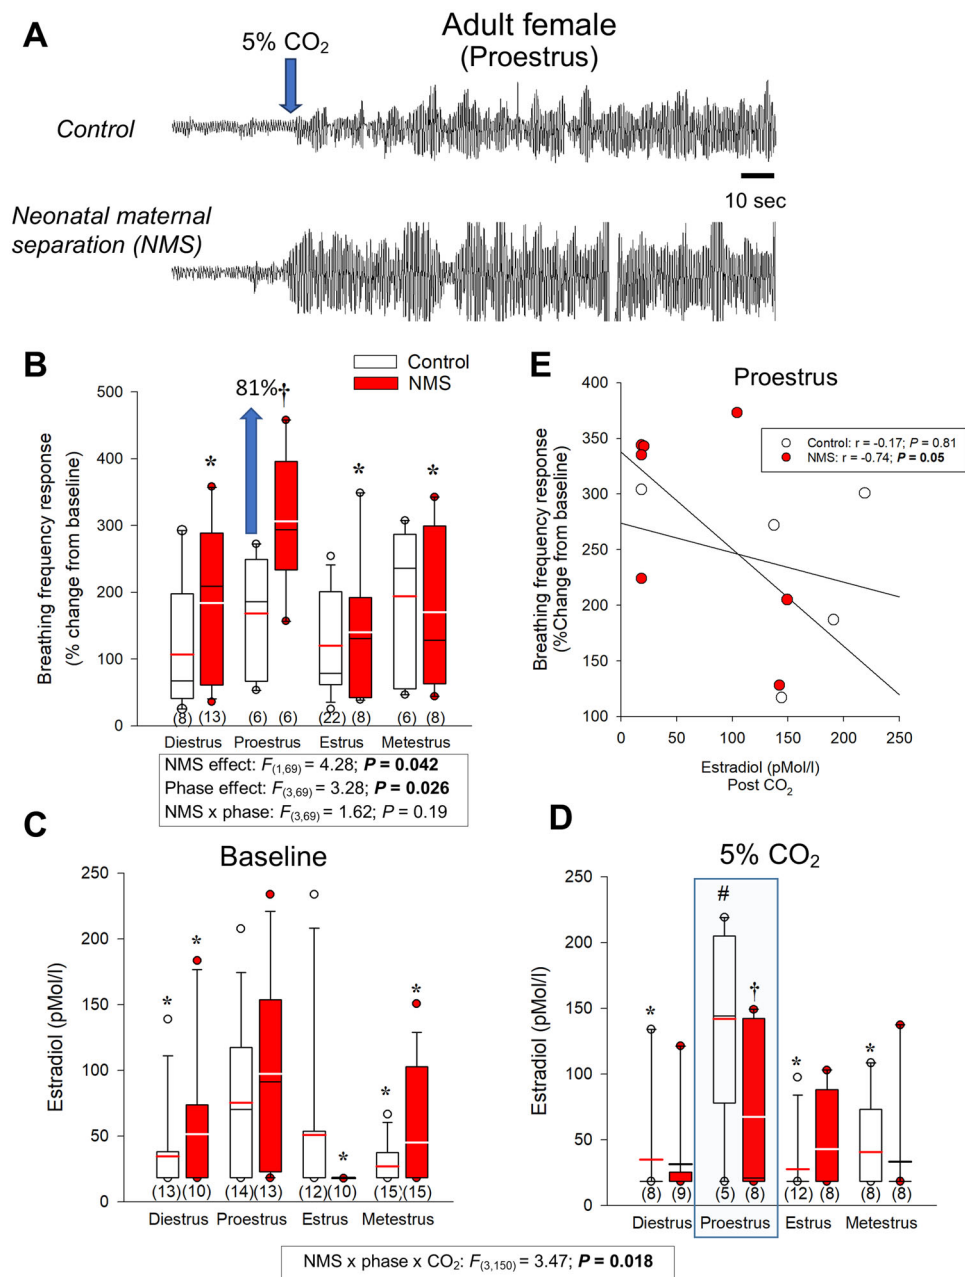 A
Adult female
(Proestrus)
5% CO₂
Control
10 sec
Neonatal maternal
separation (NMS)
B
Control
NMS
81%†
500
400
300
200
100
0
Breathing frequency response
(% change from baseline)
*
*
*
(8) (13) (6) (6) (22) (8) (6) (8)
Diestrus Proestrus Estrus Metestrus
NMS effect: F(1,69) = 4.28; P = 0.042
Phase effect: F(3,69) = 3.28; P = 0.026
NMS x phase: F(3,69) = 1.62; P = 0.19
E
Proestrus
400
350
300
250
200
150
100
Breathing frequency response
(%Change from baseline)
Control: r = -0.17; P = 0.81
NMS: r = -0.74; P = 0.05
0 50 100 150 200 250
Estradiol (pMol/l)
Post CO₂
C
Baseline
250
200
150
100
50
0
Estradiol (pMol/l)
*
*
*
*
*
(13) (10) (14) (13) (12) (10) (15) (15)
Diestrus Proestrus Estrus Metestrus
D
5% CO₂
250
200
150
100
50
0
Estradiol (pMol/l)
#
†
*
*
*
(8) (9) (5) (8) (12) (8) (8) (8)
Diestrus Proestrus Estrus Metestrus
NMS x phase x CO₂: F(3,150) = 3.47; P = 0.018